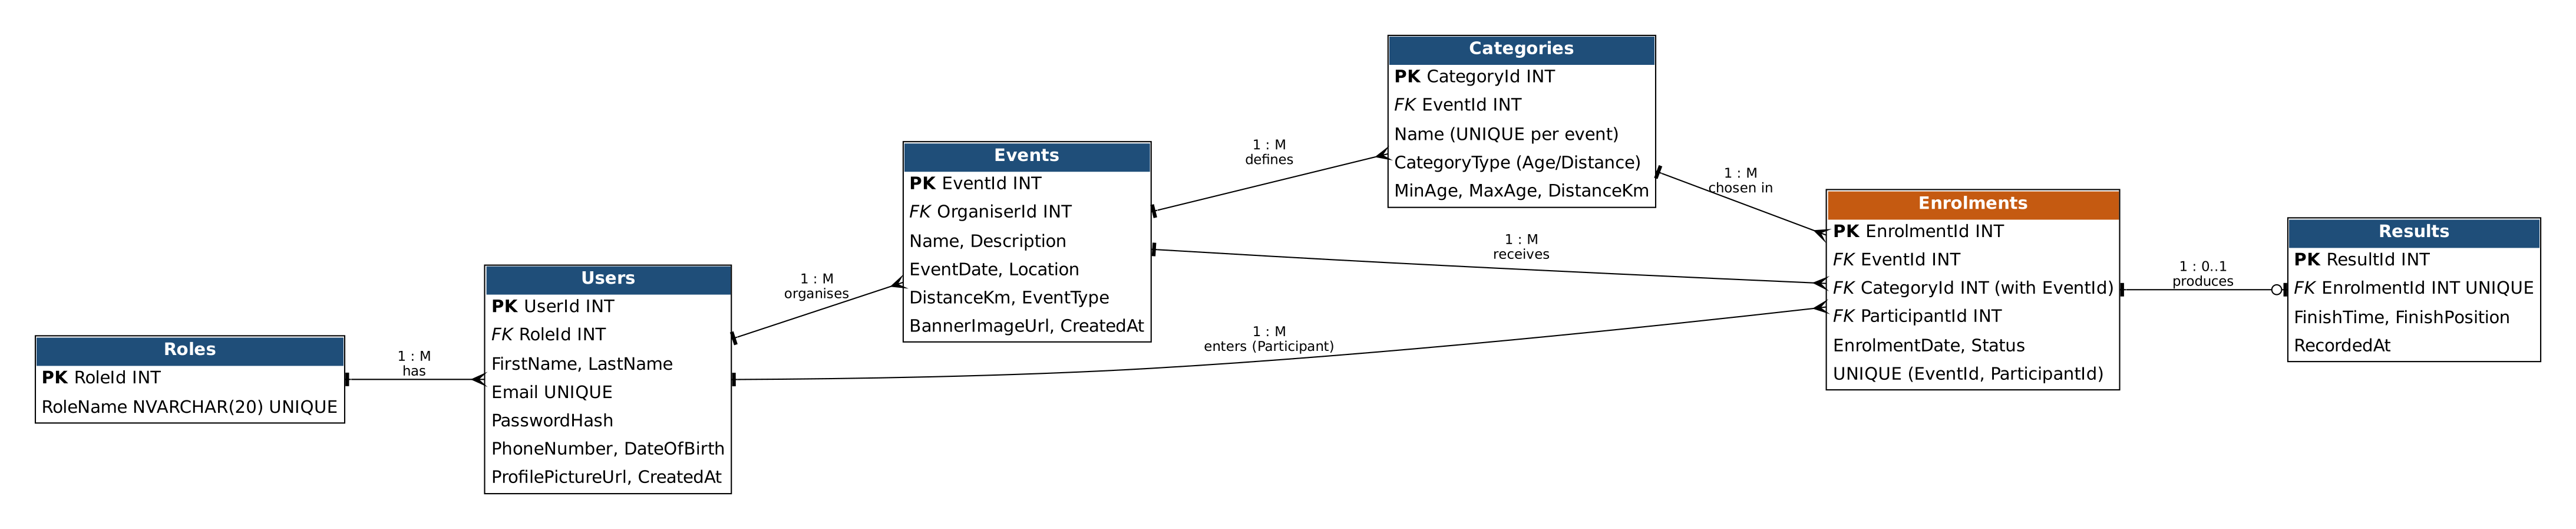 Roles
PK RoleId INT
RoleName NVARCHAR(20) UNIQUE
1 : M
has
Users
PK UserId INT
FK RoleId INT
FirstName, LastName
Email UNIQUE
PasswordHash
PhoneNumber, DateOfBirth
ProfilePictureUrl, CreatedAt
1 : M
organises
Events
PK EventId INT
FK OrganiserId INT
Name, Description
EventDate, Location
DistanceKm, EventType
BannerImageUrl, CreatedAt
1 : M
defines
1 : M
receives
1 : M
enters (Participant)
Categories
PK CategoryId INT
FK EventId INT
Name (UNIQUE per event)
CategoryType (Age/Distance)
MinAge, MaxAge, DistanceKm
1 : M
chosen in
Enrolments
PK EnrolmentId INT
FK EventId INT
FK CategoryId INT (with EventId)
FK ParticipantId INT
EnrolmentDate, Status
UNIQUE (EventId, ParticipantId)
1 : 0..1
produces
Results
PK ResultId INT
FK EnrolmentId INT UNIQUE
FinishTime, FinishPosition
RecordedAt